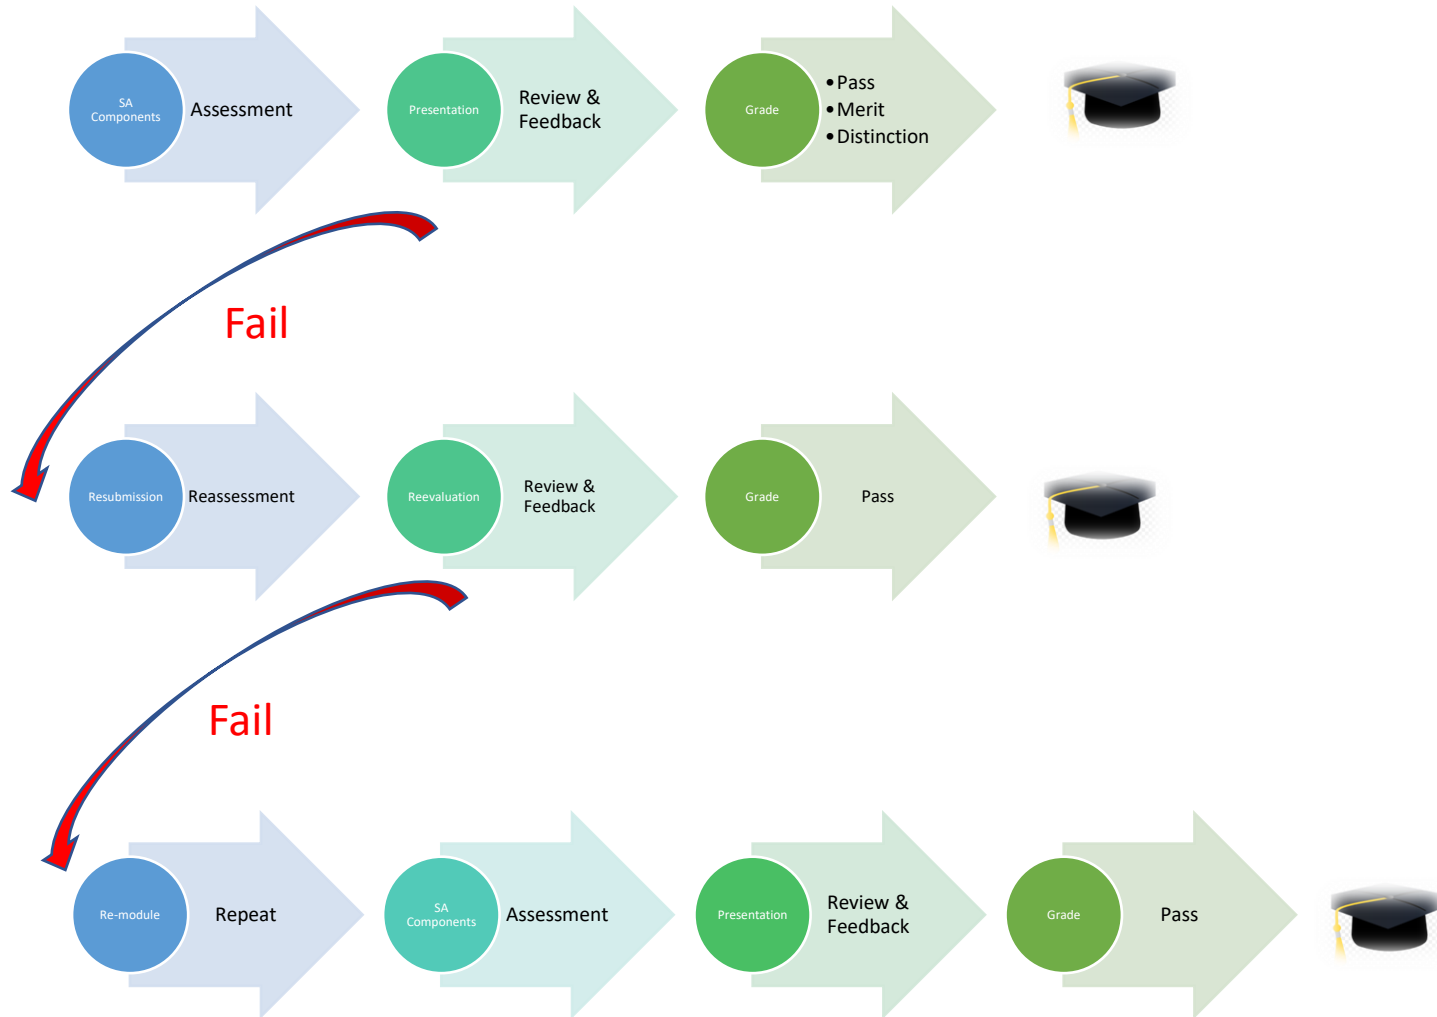 SA
Components
Assessment
Presentation
Review &
Feedback
Grade
•Pass
•Merit
•Distinction
Fail
Resubmission
Reassessment
Reevaluation
Review &
Feedback
Grade
Pass
Fail
Re-module
Repeat
SA
Components
Assessment
Presentation
Review &
Feedback
Grade
Pass